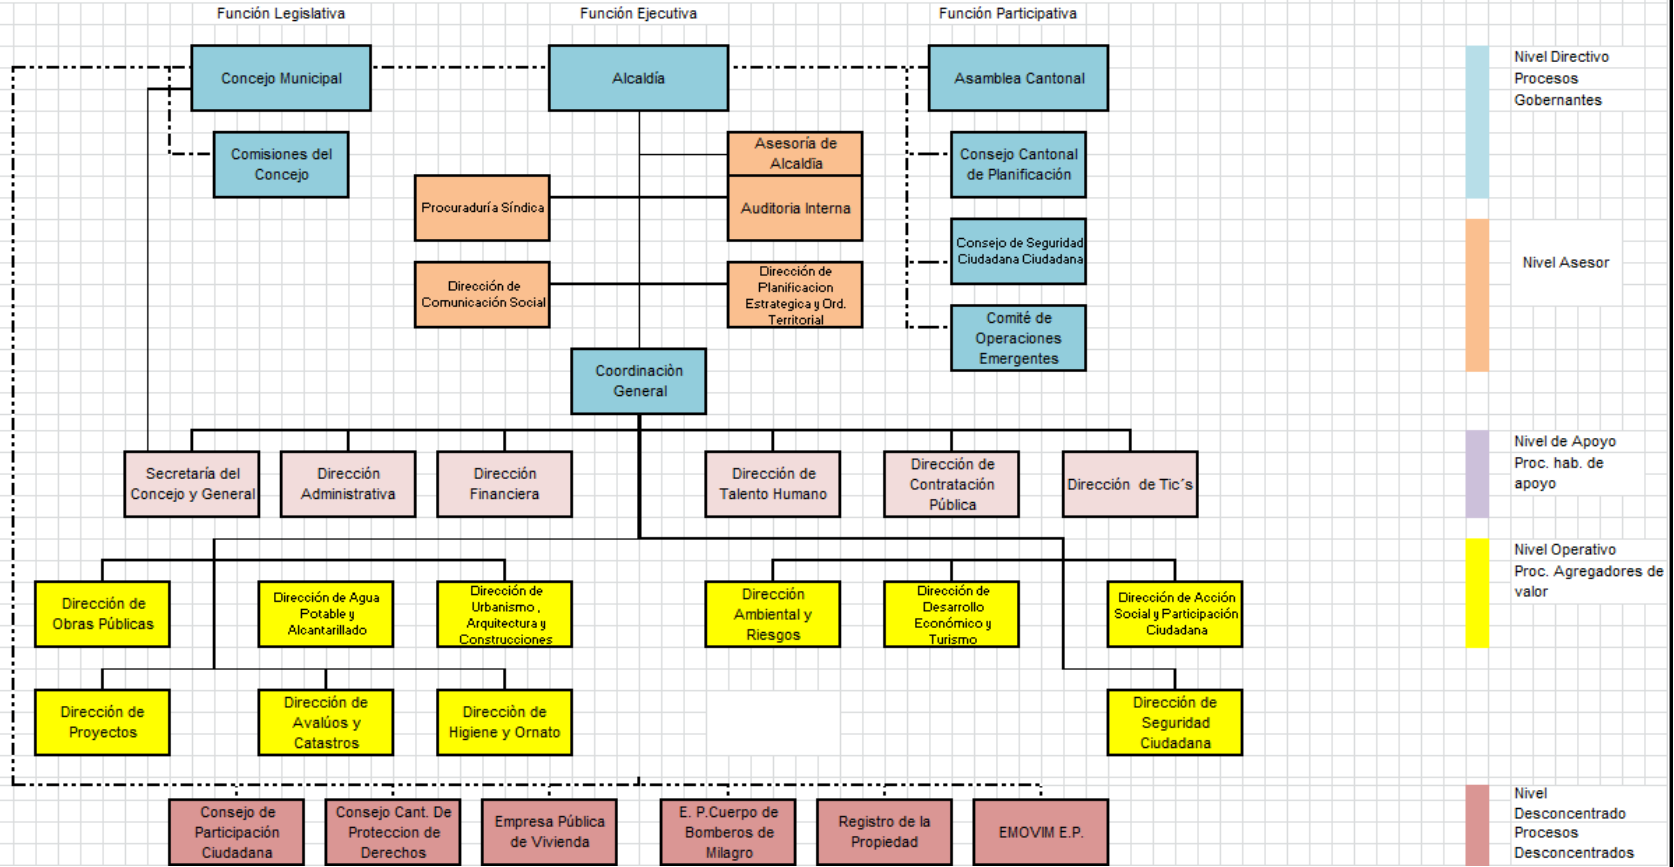 Función Legislativa
Función Ejecutiva
Función Participativa
Concejo Municipal
Alcaldía
Asamblea Cantonal
Nivel Directivo
Procesos
Gobernantes
Comisiones del
Concejo
Asesoría de
Alcaldía
Consejo Cantonal
de Planificación
Procuraduría Síndica
Auditoria Interna
Consejo de Seguridad
Ciudadana Ciudadana
Nivel Asesor
Dirección de
Comunicación Social
Dirección de
Planificacion
Estrategica y Ord.
Territorial
Comité de
Operaciones
Emergentes
Coordinaciòn
General
Secretaría del
Concejo y General
Dirección
Administrativa
Dirección
Financiera
Dirección de
Talento Humano
Dirección de
Contratación
Pública
Dirección  de Tic´s
Nivel de Apoyo
Proc. hab. de
apoyo
Dirección de
Obras Públicas
Dirección de Agua
Potable y
Alcantarillado
Dirección de
Urbanismo ,
Arquitectura y
Construcciones
Dirección
Ambiental y
Riesgos
Dirección de
Desarrollo
Económico y
Turismo
Dirección de Acción
Social y Participación
Ciudadana
Nivel Operativo
Proc. Agregadores de
valor
Dirección de
Proyectos
Dirección de
Avalúos y
Catastros
Direcciòn de
Higiene y Ornato
Dirección de
Seguridad
Ciudadana
Consejo de
Participación
Ciudadana
Consejo Cant. De
Proteccion de
Derechos
Empresa Pública
de Vivienda
E. P.Cuerpo de
Bomberos de
Milagro
Registro de la
Propiedad
EMOVIM E.P.
Nivel
Desconcentrado
Procesos
Desconcentrados